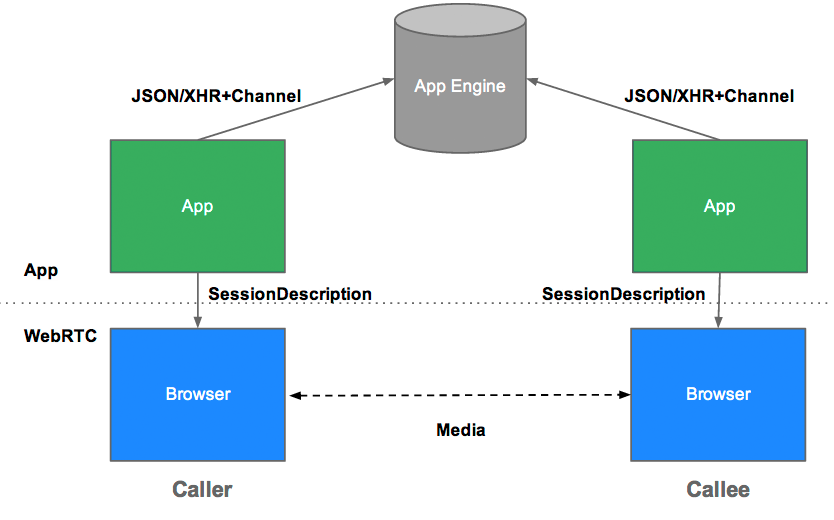 App Engine
JSON/XHR+Channel
JSON/XHR+Channel
App
App
App
SessionDescription
SessionDescription
WebRTC
Browser
Browser
Media
Caller
Callee